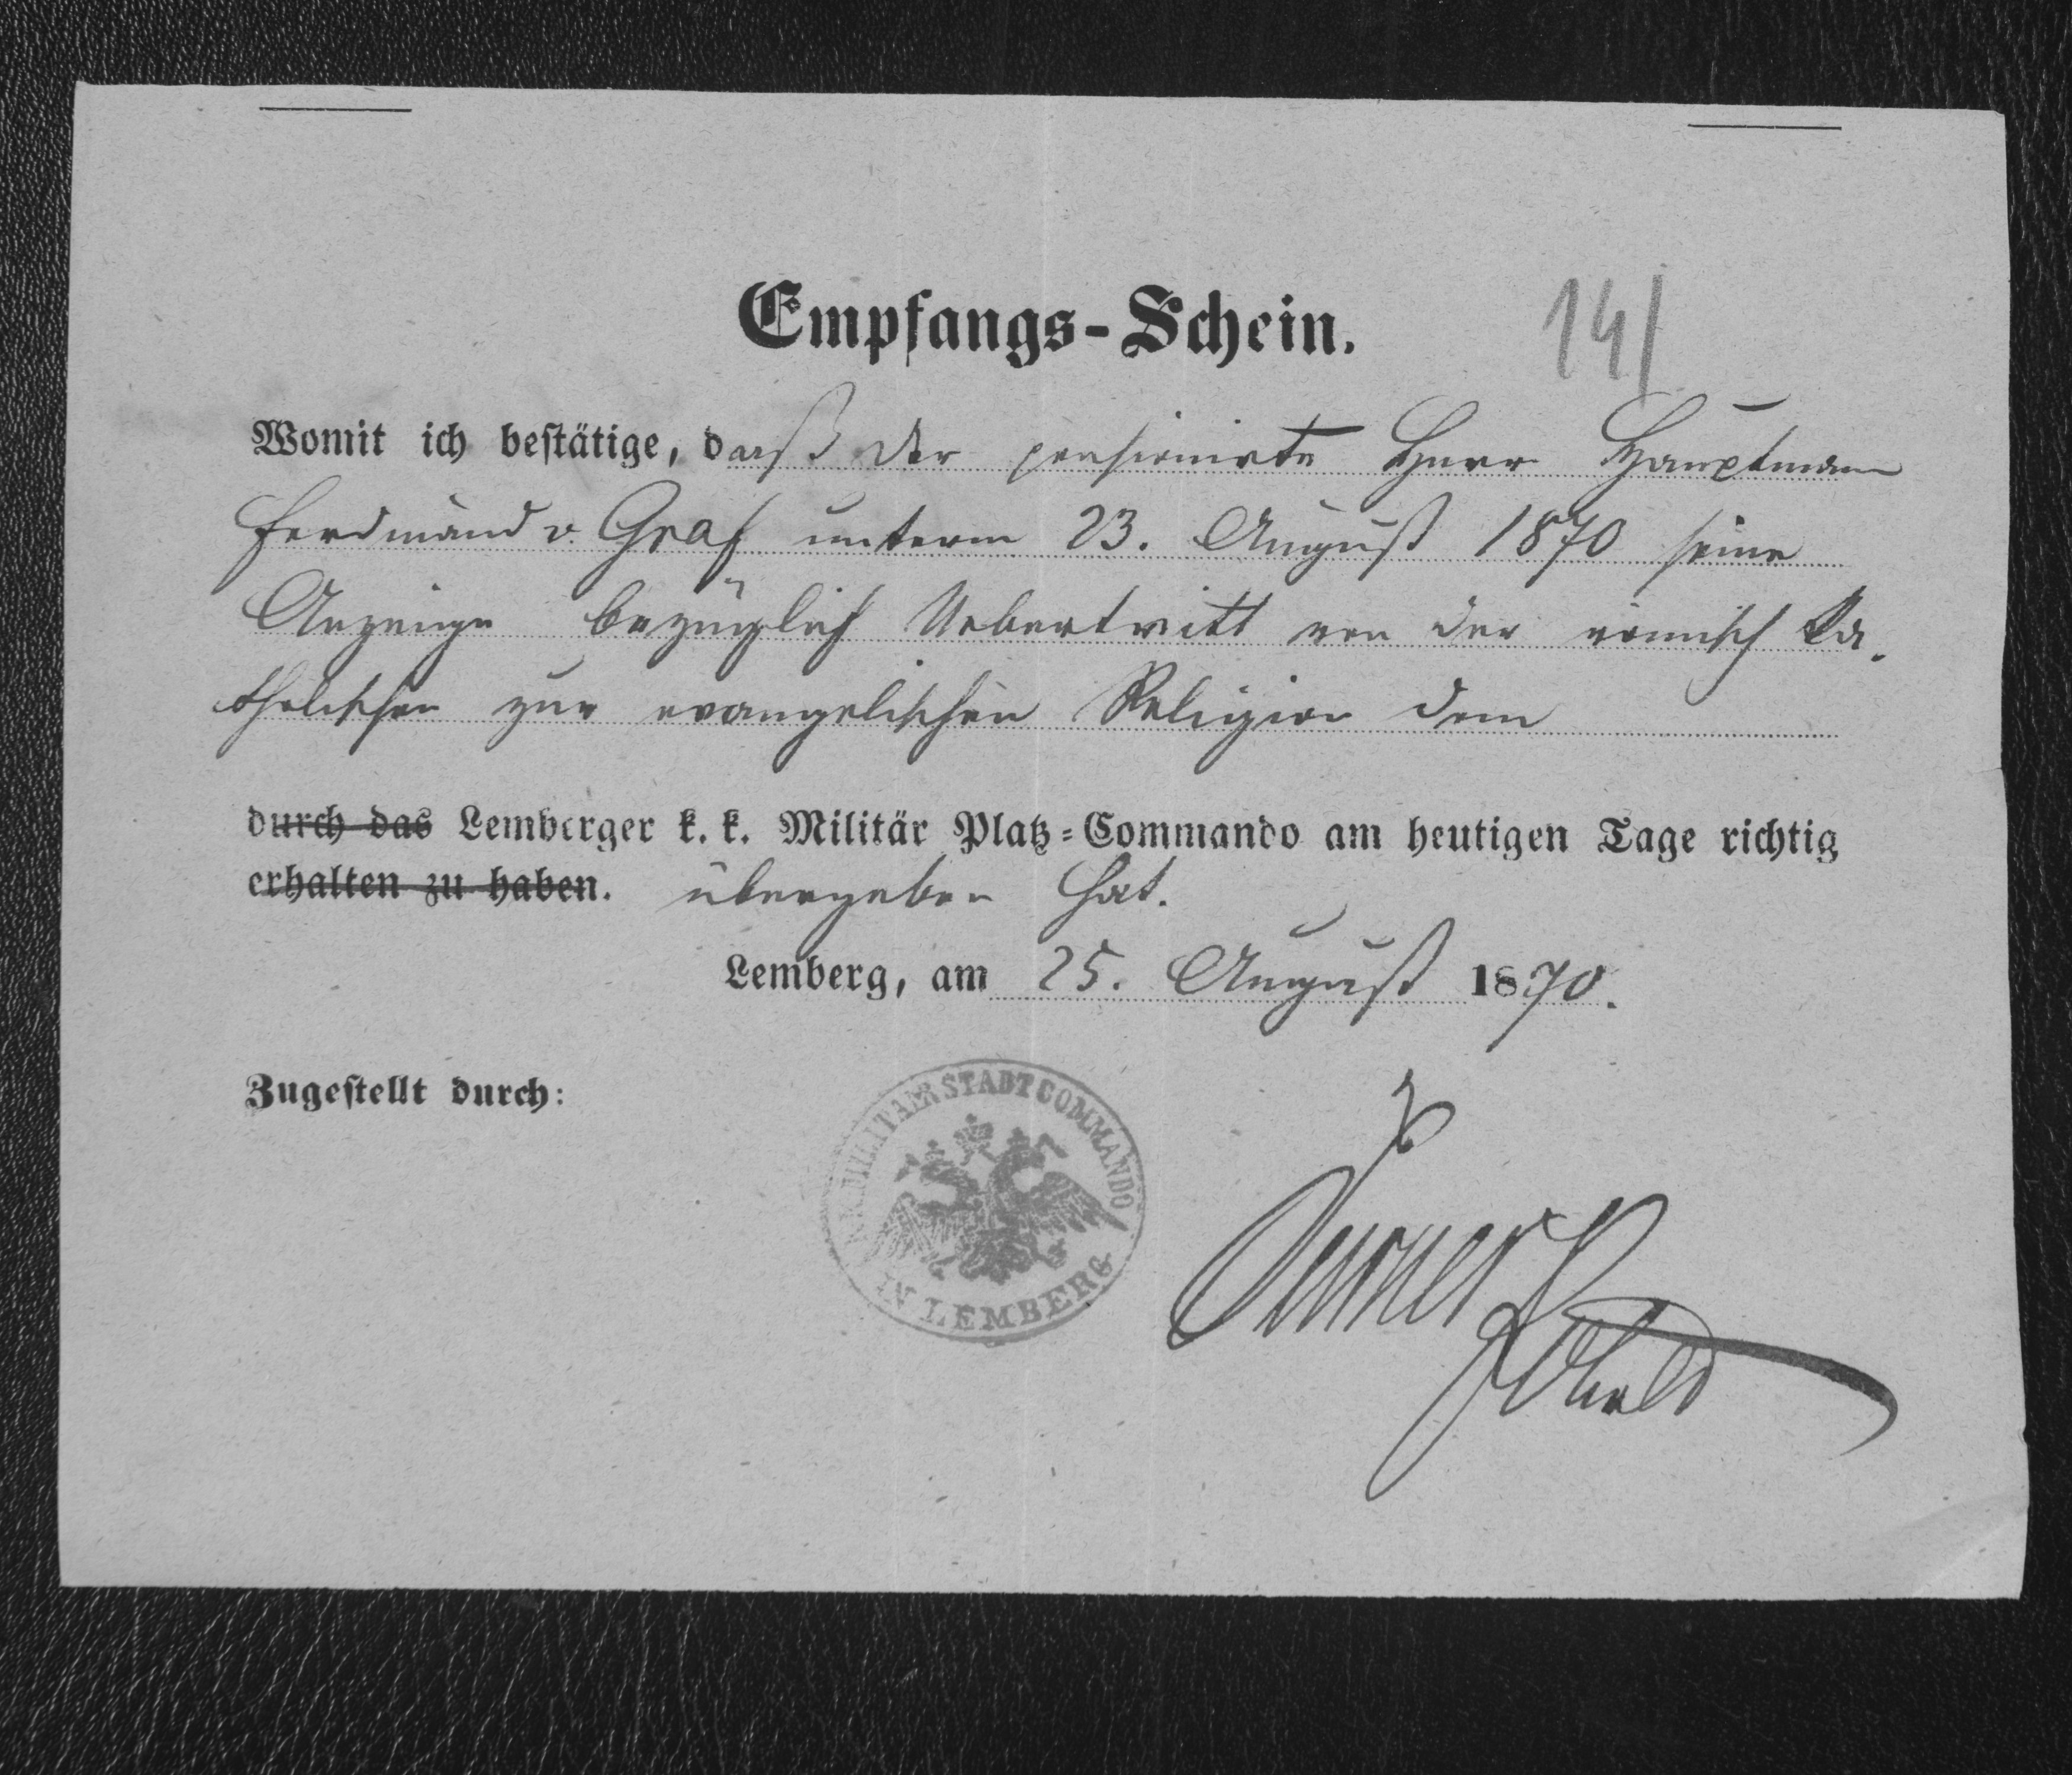 Empfangs-Schein.
141
Womit ich bestätige, daß der pensionirte Herr Hauptmann
Ferdinand v. Graf unterm 23. August 1870 seine
Anzeige bezüglich Uebertritt von der römisch ka-
tholischen zur evangelischen Religion dem
durch das Lemberger k. k. Militär Platz-Commando am heutigen Tage richtig
erhalten zu haben. übergeben hat.
Lemberg, am 25. August 1870.
Zugestellt durch:
K.K. MILITAER STADT COMMANDO
IN LEMBERG